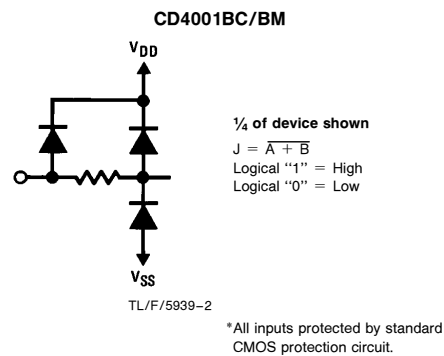 CD4001BC/BM
VDD
¼ of device shown
J = A + B
Logical “1” = High
Logical “0” = Low
VSS
TL/F/5939–2
*All inputs protected by standard
CMOS protection circuit.